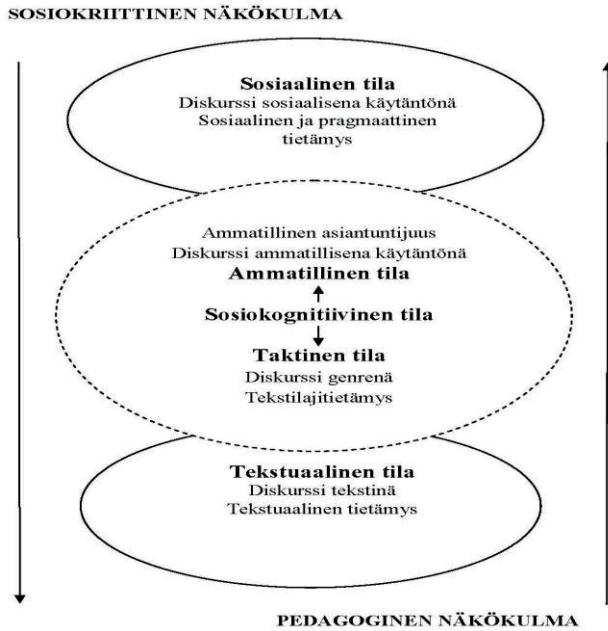 SOSIOKRIITTINEN NÄKÖKULMA
Sosiaalinen tila
Diskurssi sosiaalisena käytäntönä
Sosiaalinen ja pragmaattinen
tietämys
Ammatillinen asiantuntijuus
Diskurssi ammatillisena käytäntönä
Ammatillinen tila
Sosiokognitiivinen tila
Taktinen tila
Diskurssi genrenä
Tekstilajitietämys
Tekstuaalinen tila
Diskurssi tekstinä
Tekstuaalinen tietämys
PEDAGOGINEN NÄKÖKULMA